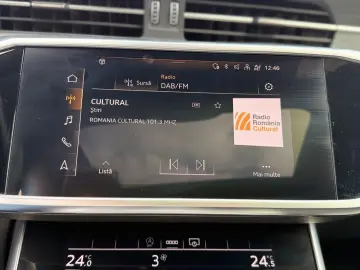 12:46
Radio
Sursă
DAB/FM
CULTURAL
Știri
ROMANIA CULTURAL 101.3 MHZ
Radio
România
Cultural
Listă
Mai multe
24.0 °C
3
24.5 °C